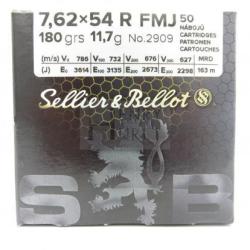 7,62×54 R FMJ 50
180 grs 11,7g No.2909 NÁBOJŮ
CARTRIDGES
PATRONEN
CARTOUCHES
(m/s) V₀ 786 V₁₀₀ 732 V₂₀₀ 676 V₃₀₀ 627 MRD
(J) E₀ 3614 E₁₀₀ 3135 E₂₀₀ 2673 E₃₀₀ 2298 163 m
Sellier & Bellot S&B
S B